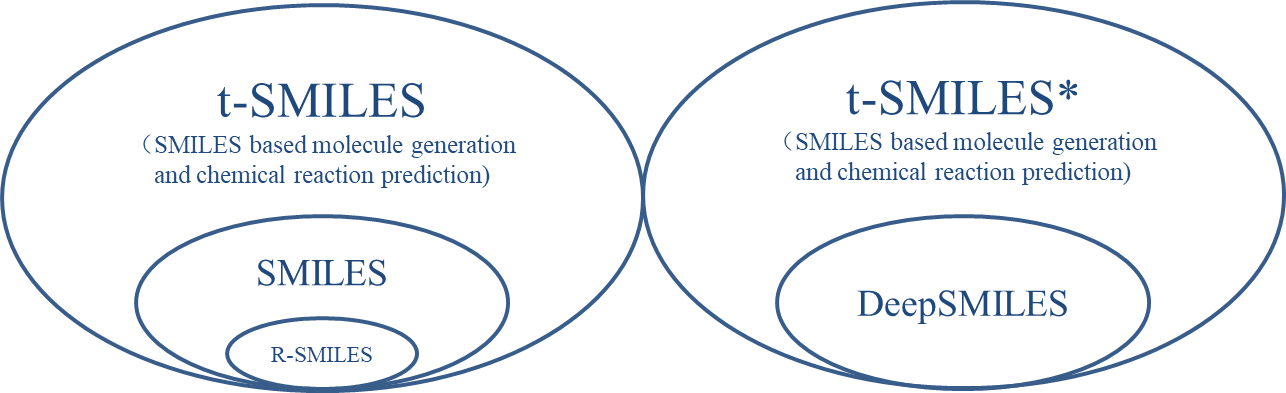 t-SMILES
（SMILES based molecule generation
and chemical reaction prediction)
SMILES
R-SMILES
t-SMILES*
（SMILES based molecule generation
and chemical reaction prediction)
DeepSMILES